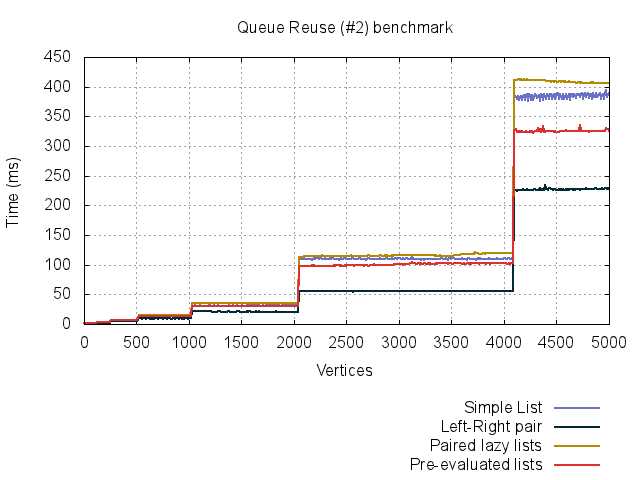 Queue Reuse (#2) benchmark
450
400
350
300
250
200
150
100
50
0
Time (ms)
0 500 1000 1500 2000 2500 3000 3500 4000 4500 5000
Vertices
Simple List
Left-Right pair
Paired lazy lists
Pre-evaluated lists